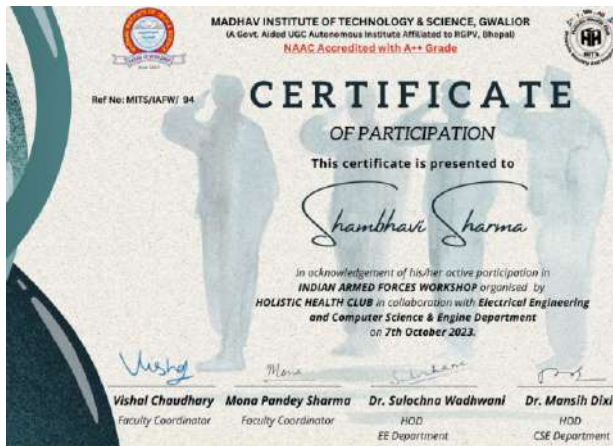 MADHAV INSTITUTE OF TECHNOLOGY & SCIENCE, GWALIOR
(A Govt. Aided UGC Autonomous Institute Affiliated to RGPV, Bhopal)
NAAC Accredited with A++ Grade
Ref No: MITS/IAFW/ 94
CERTIFICATE
OF PARTICIPATION
This certificate is presented to
Shambhavi Sharma
in acknowledgement of his/her active participation in
INDIAN ARMED FORCES WORKSHOP organised by
HOLISTIC HEALTH CLUB in collaboration with Electrical Engineering
and Computer Science & Engine Department
on 7th October 2023.
Vishal Chaudhary Mona Pandey Sharma Dr. Sulochna Wadhwani Dr. Mansih Dixi
Faculty Coordinator Faculty Coordinator HOD HOD
EE Department CSE Department